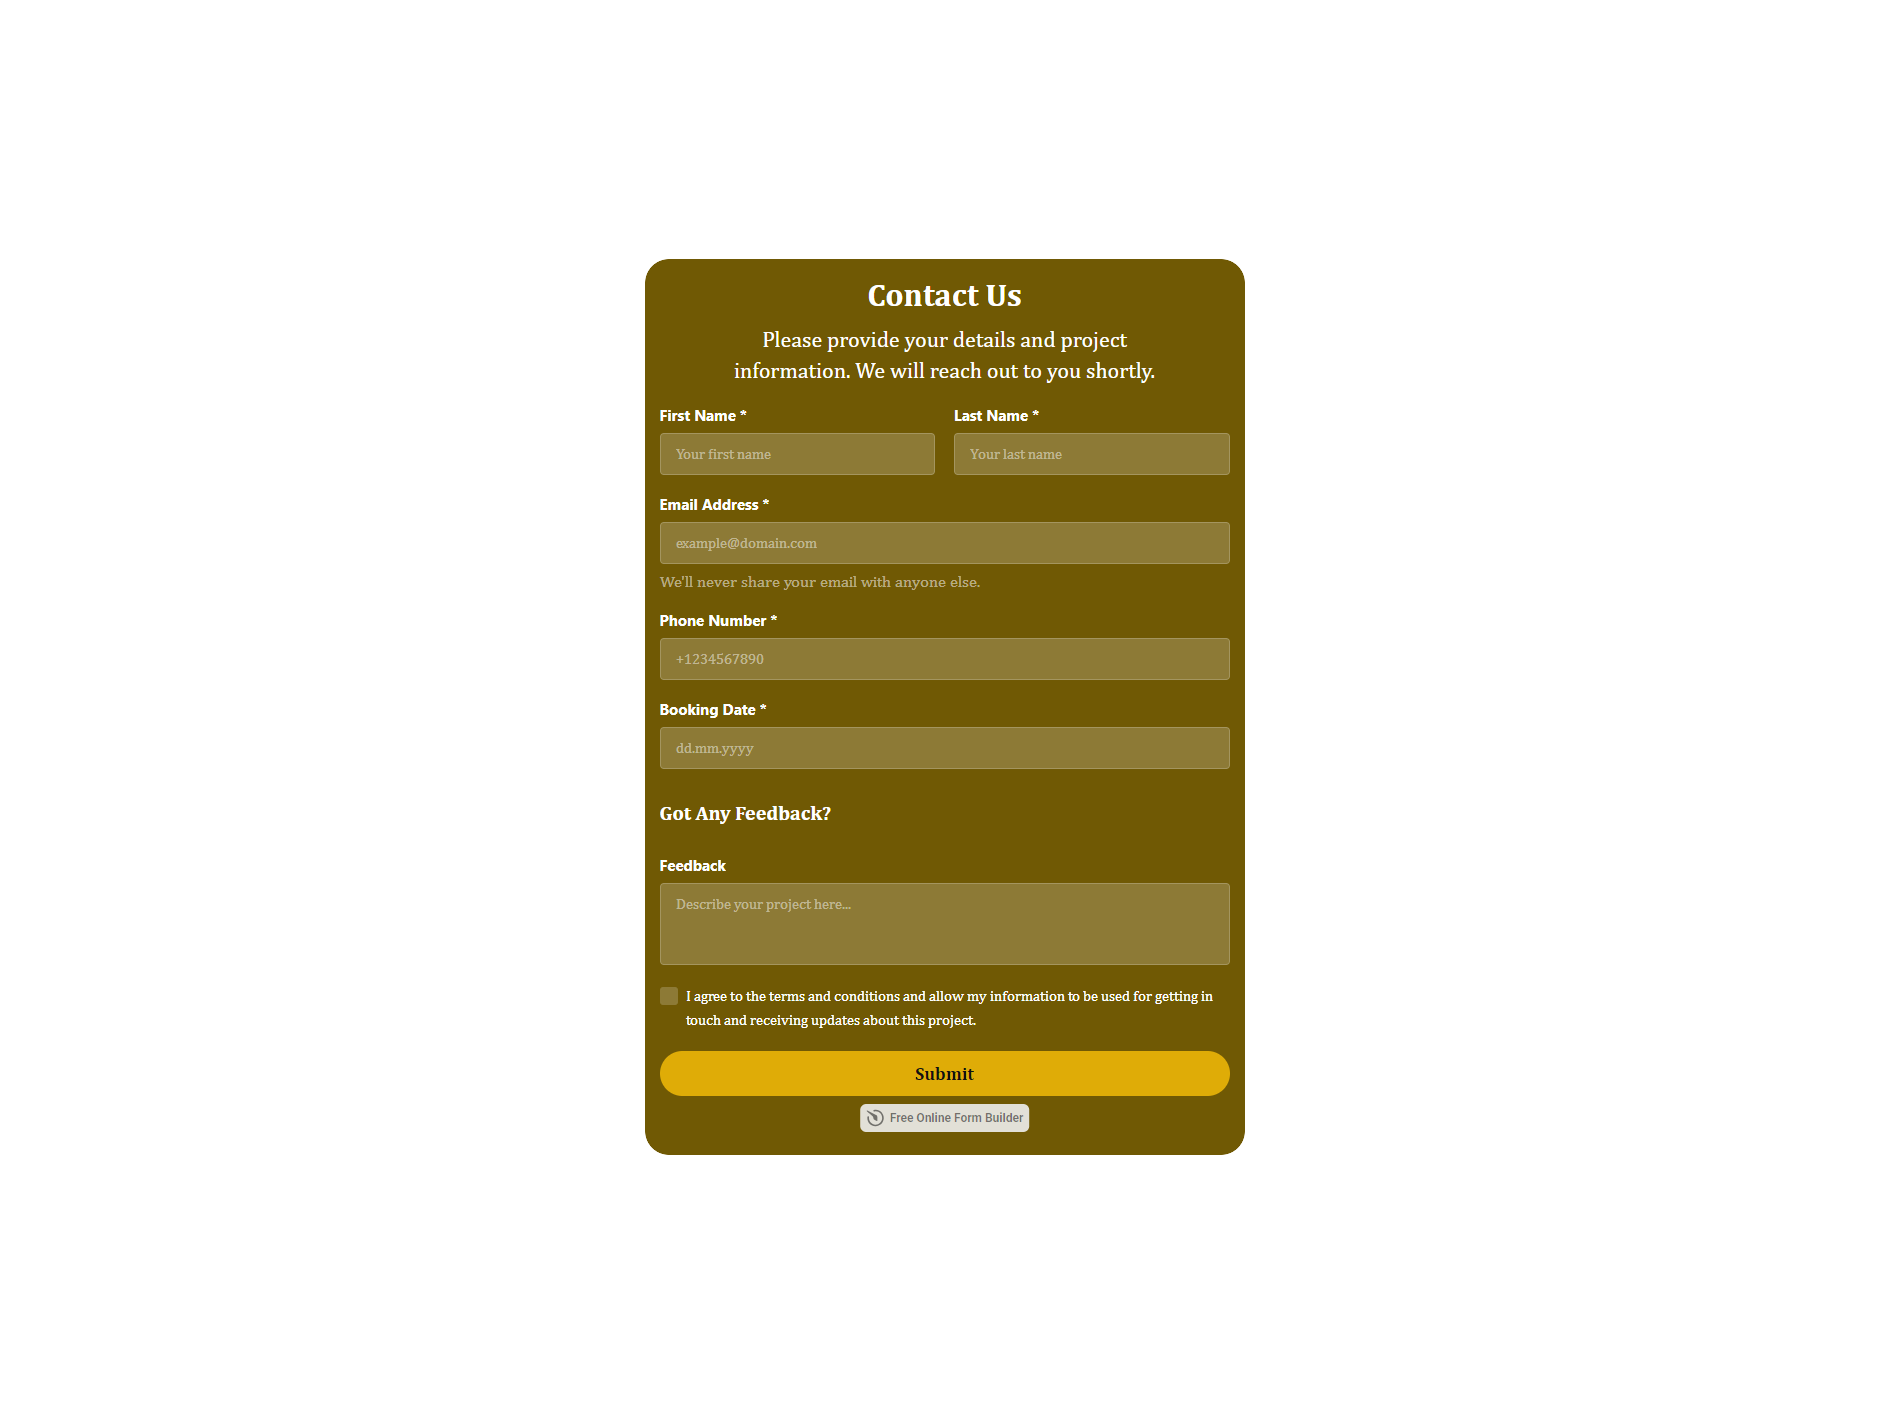 Contact Us
Please provide your details and project
information. We will reach out to you shortly.
First Name *
Last Name *
Your first name
Your last name
Email Address *
example@domain.com
We'll never share your email with anyone else.
Phone Number *
+1234567890
Booking Date *
dd.mm.yyyy
Got Any Feedback?
Feedback
Describe your project here...
I agree to the terms and conditions and allow my information to be used for getting in
touch and receiving updates about this project.
Submit
Free Online Form Builder